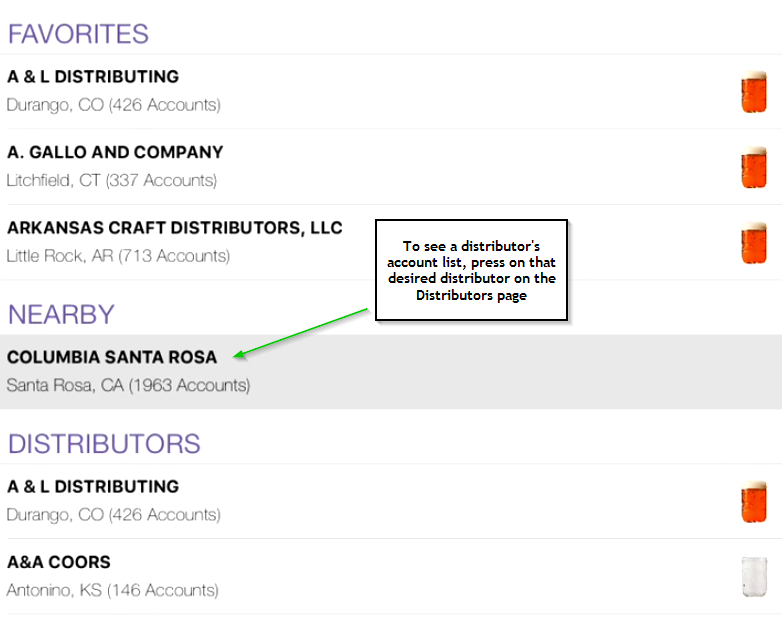 FAVORITES
A & L DISTRIBUTING
Durango, CO (426 Accounts)
A. GALLO AND COMPANY
Litchfield, CT (337 Accounts)
ARKANSAS CRAFT DISTRIBUTORS, LLC
Little Rock, AR (713 Accounts)
To see a distributor's
account list, press on that
desired distributor on the
Distributors page
NEARBY
COLUMBIA SANTA ROSA
Santa Rosa, CA (1963 Accounts)
DISTRIBUTORS
A & L DISTRIBUTING
Durango, CO (426 Accounts)
A&A COORS
Antonino, KS (146 Accounts)